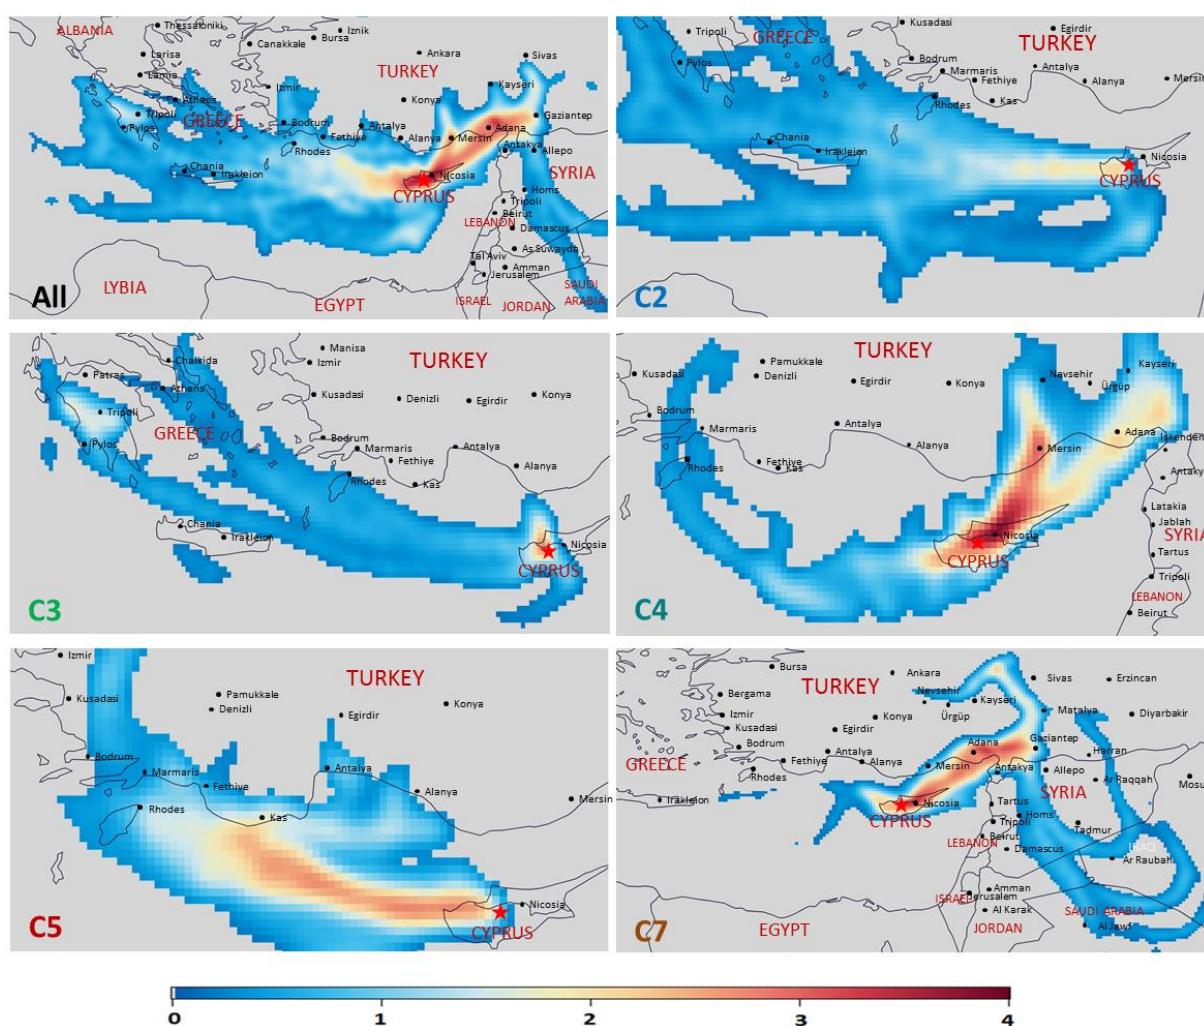 ALBANIA
Thessaloniki
Iznik
Bursa
Canakkale
Larisa
Ankara
Sivas
Lamia
TURKEY
Kayseri
Izmir
Athens
Konya
Tripoli
GREECE
Bodrum
Antalya
Gaziantep
Pylos
Fethiye
Alanya
Mersin
Adana
Rhodes
Antakya
Allepo
Chania
Irakleion
Nicosia
SYRIA
CYPRUS
Homs
Tripoli
Beirut
LEBANON
Damascus
As Suwayda
Tal Aviv
Amman
Jerusalem
LYBIA
SAUDI
ARABIA
All
EGYPT
ISRAEL
JORDAN
Kusadasi
Egirdir
Tripoli
GREECE
TURKEY
Pylos
Bodrum
Marmaris
Antalya
Fethiye
Alanya
Mersin
Rhodes
Kas
Chania
Irakleion
Nicosia
CYPRUS
C2
Manisa
Chalkida
Izmir
TURKEY
Patras
Athens
Kusadasi
Denizli
Egirdir
Konya
Tripoli
GREECE
Pylos
Bodrum
Marmaris
Antalya
Fethiye
Alanya
Rhodes
Kas
Chania
Irakleion
Nicosia
CYPRUS
C3
TURKEY
Kayseri
Pamukkale
Kusadasi
Denizli
Egirdir
Konya
Nevsehir
Ürgüp
Bodrum
Marmaris
Antalya
Adana
Alanya
Mersin
Iskender
Rhodes
Fethiye
Kas
Antaky
Latakia
Nicosia
Jablah
SYRIA
CYPRUS
Tartus
Tripoli
LEBANON
C4
Beirut
Izmir
TURKEY
Kusadasi
Pamukkale
Denizli
Egirdir
Konya
Bodrum
Marmaris
Antalya
Fethiye
Alanya
Rhodes
Kas
Mersin
Nicosia
CYPRUS
C5
Bursa
Ankara
TURKEY
Sivas
Erzincan
Bergama
Nevsehir
Kayseri
Izmir
Konya
Ürgüp
Matalya
Diyarbakir
Kusadasi
Egirdir
Bodrum
Antalya
Adana
Gaziantep
GREECE
Fethiye
Alanya
Mersin
Harran
Rhodes
Antakya
Allepo
Ar Raqqah
Mosu
Irakleion
Nicosia
SYRIA
CYPRUS
Tartus
Homs
Tripoli
Tadmur
Beirut
LEBANON
Damascus
IRAQ
Ar Raubah
Amman
ISRAEL
Jerusalem
Al Karak
SAUDI ARABIA
C7
EGYPT
JORDAN
Al Jawf
0 1 2 3 4